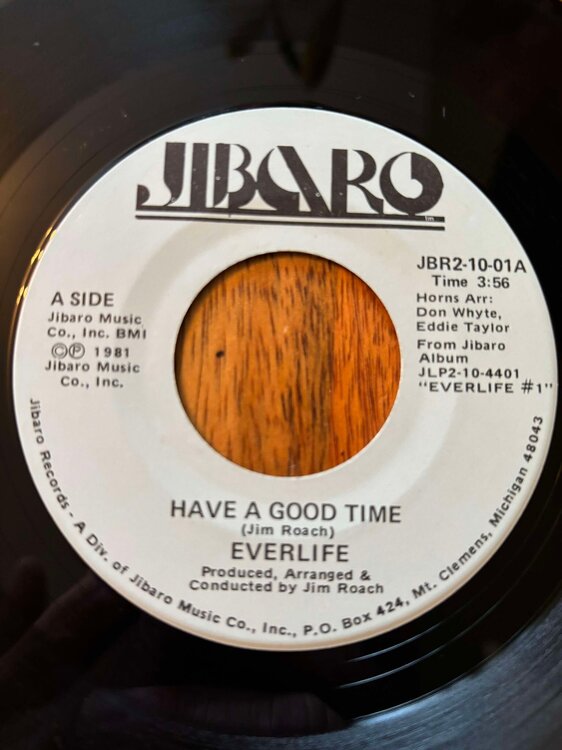 JIBARO
tm
A SIDE
Jibaro Music
Co., Inc. BMI
©℗ 1981
Jibaro Music
Co., Inc.
JBR2-10-01A
Time 3:56
Horns Arr:
Don Whyte,
Eddie Taylor
From Jibaro
Album
JLP2-10-4401
"EVERLIFE #1"
HAVE A GOOD TIME
(Jim Roach)
EVERLIFE
Produced, Arranged &
Conducted by Jim Roach
Jibaro Records - A Div. of Jibaro Music Co., Inc., P.O. Box 424, Mt. Clemens, Michigan 48043